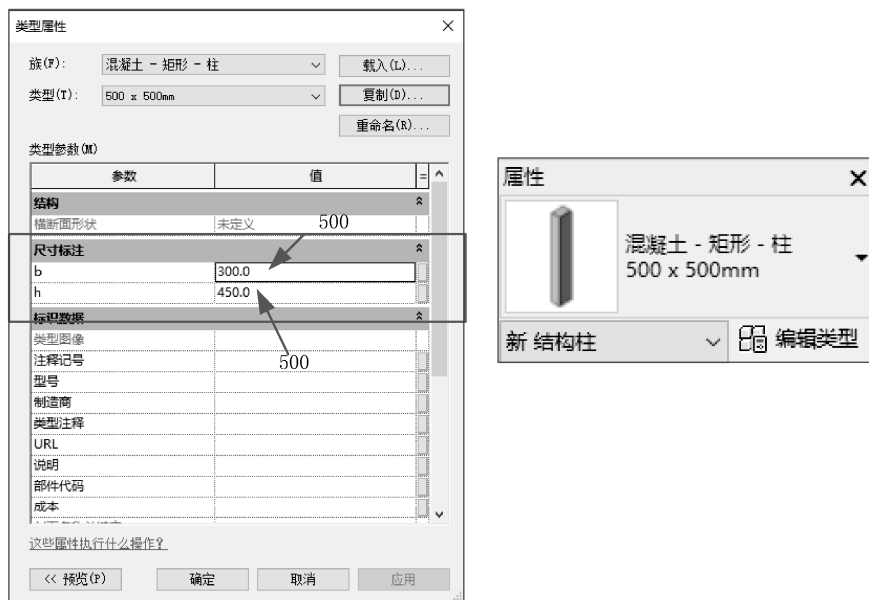 类型属性
族(F): 混凝土 - 矩形 - 柱 载入(L)...
类型(T): 500 x 500mm 复制(D)...
重命名(R)...
类型参数(M)
参数 值 =
结构
横断面形状 未定义 500
尺寸标注
b 300.0
h 450.0
标识数据
类型图像
注释记号 500
型号
制造商
类型注释
URL
说明
部件代码
成本
这些属性执行什么操作?
<< 预览(P) 确定 取消 应用
属性
混凝土 - 矩形 - 柱
500 x 500mm
新 结构柱 编辑类型